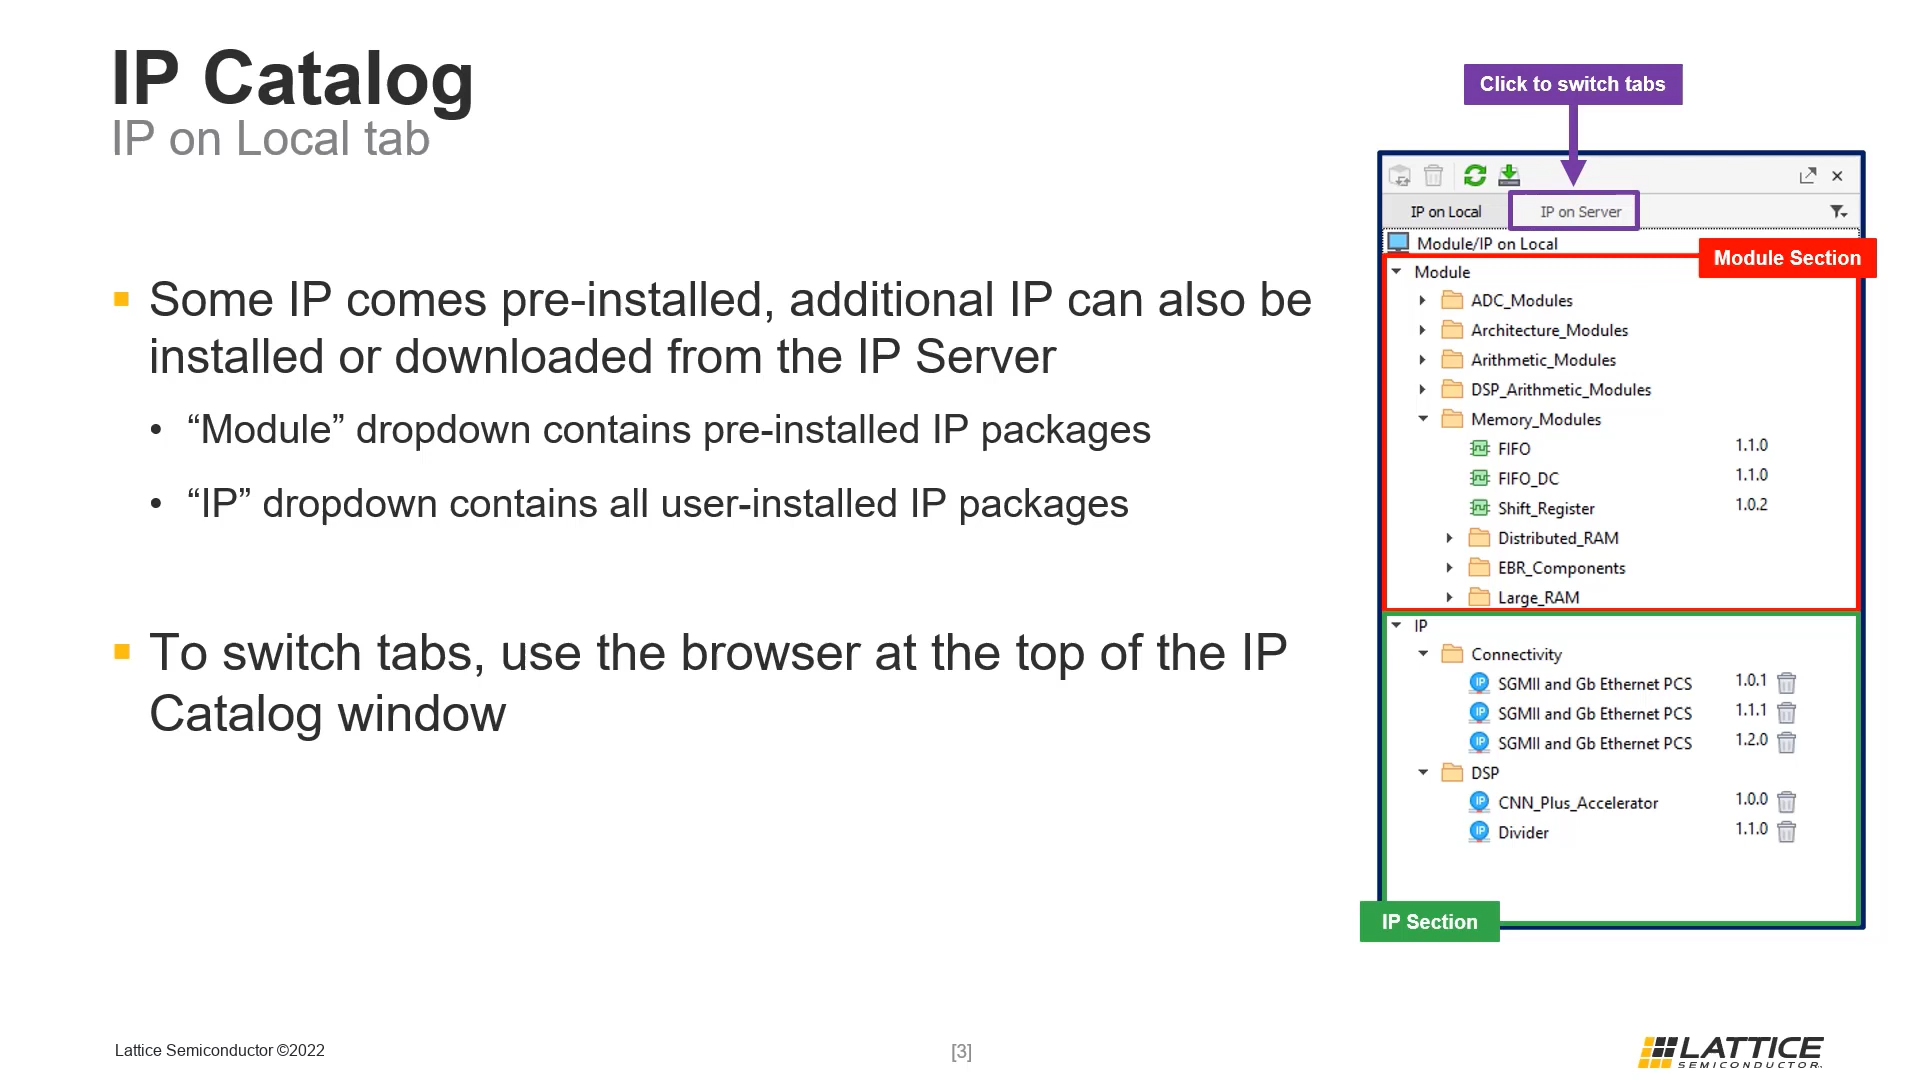 IP Catalog
IP on Local tab
Some IP comes pre-installed, additional IP can also be
installed or downloaded from the IP Server
• “Module” dropdown contains pre-installed IP packages
• “IP” dropdown contains all user-installed IP packages
To switch tabs, use the browser at the top of the IP
Catalog window
Click to switch tabs
IP on Local IP on Server
Module/IP on Local
Module Section
Module
ADC_Modules
Architecture_Modules
Arithmetic_Modules
DSP_Arithmetic_Modules
Memory_Modules
FIFO 1.1.0
FIFO_DC 1.1.0
Shift_Register 1.0.2
Distributed_RAM
EBR_Components
Large_RAM
IP
Connectivity
IP SGMII and Gb Ethernet PCS 1.0.1
IP SGMII and Gb Ethernet PCS 1.1.1
IP SGMII and Gb Ethernet PCS 1.2.0
DSP
IP CNN_Plus_Accelerator 1.0.0
IP Divider 1.1.0
IP Section
Lattice Semiconductor ©2022
[3]
LATTICE
SEMICONDUCTOR